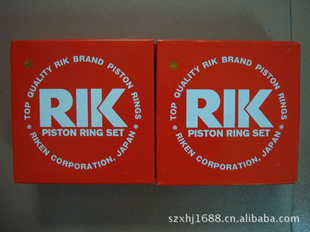 TOP QUALITY RIK BRAND PISTON RINGS
RIK
PISTON RING SET
RIKEN CORPORATION, JAPAN
TOP QUALITY RIK BRAND PISTON RINGS
RIK
PISTON RING SET
RIKEN CORPORATION, JAPAN
szxhj1688.cn.alibaba.com